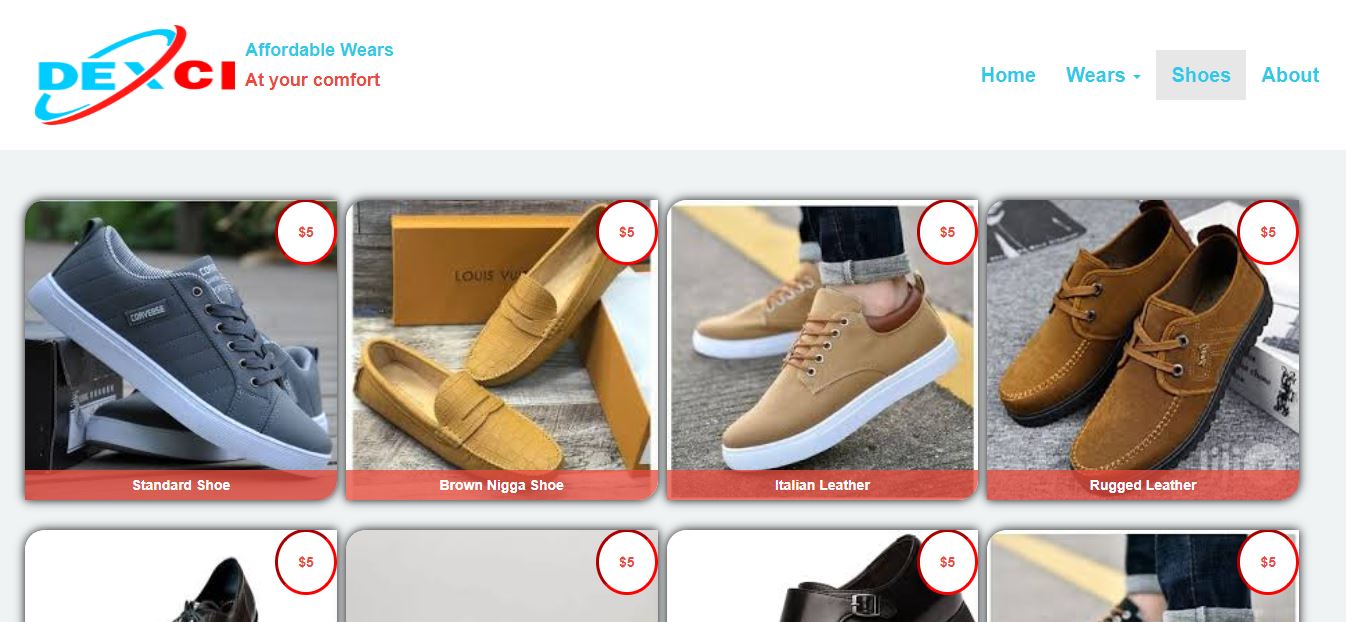 DEXCI
Affordable Wears
At your comfort
Home
Wears
Shoes
About
$5
$5
$5
$5
CONVERSE
LOUIS VUI
Standard Shoe
Brown Nigga Shoe
Italian Leather
Rugged Leather
$5
$5
$5
$5